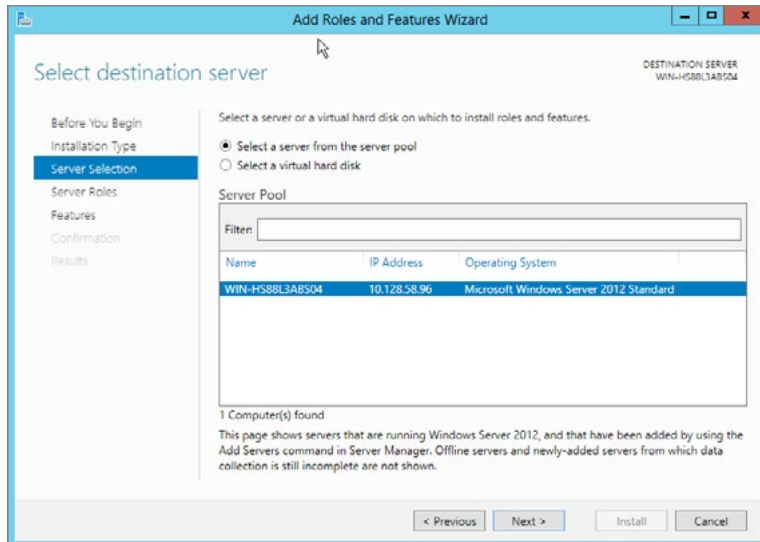 Add Roles and Features Wizard
Select destination server
DESTINATION SERVER
WIN-HS88L3ABS04
Before You Begin
Installation Type
Server Selection
Server Roles
Features
Confirmation
Results
Select a server or a virtual hard disk on which to install roles and features.
Select a server from the server pool
Select a virtual hard disk
Server Pool
Filter:
Name IP Address Operating System
WIN-HS88L3ABS04 10.128.58.96 Microsoft Windows Server 2012 Standard
1 Computer(s) found
This page shows servers that are running Windows Server 2012, and that have been added by using the
Add Servers command in Server Manager. Offline servers and newly-added servers from which data
collection is still incomplete are not shown.
< Previous Next > Install Cancel